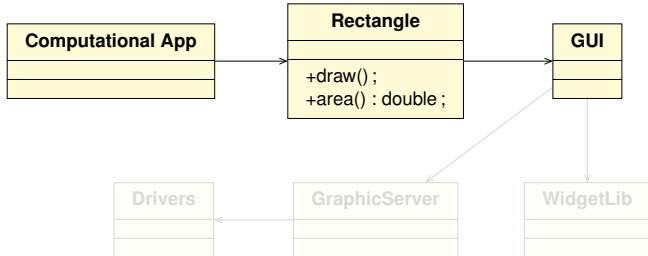 Computational App
Rectangle
+draw() ;
+area() : double ;
GUI
Drivers
GraphicServer
WidgetLib